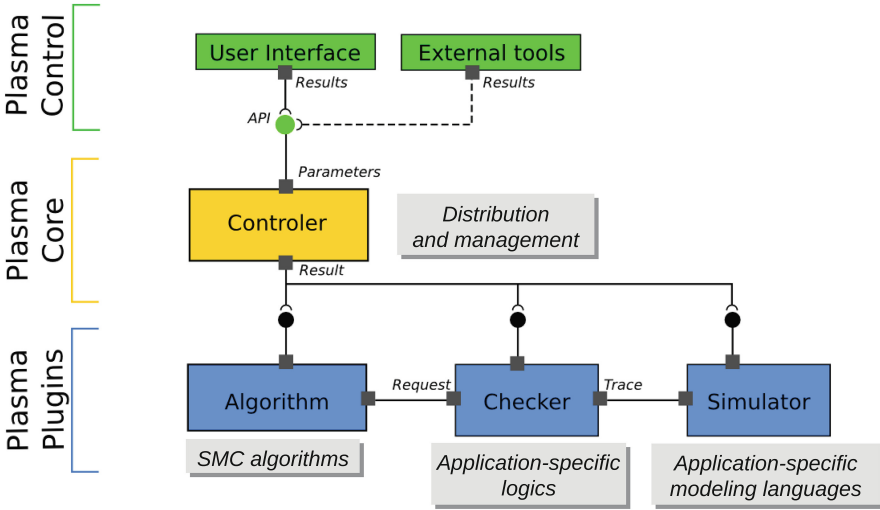 Plasma
Control
User Interface
External tools
Results
Results
API
Parameters
Plasma
Core
Controler
Distribution
and management
Result
Plasma
Plugins
Algorithm
Request
Checker
Trace
Simulator
SMC algorithms
Application-specific
logics
Application-specific
modeling languages